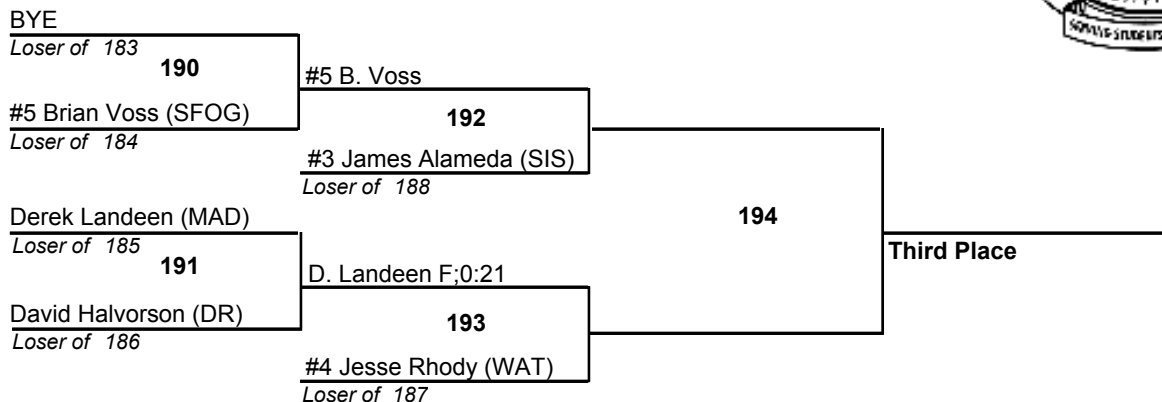 BYE
Loser of 183
190
#5 B. Voss
#5 Brian Voss (SFOG)
192
Loser of 184
#3 James Alameda (SIS)
Loser of 188
Derek Landeen (MAD)
194
Loser of 185
Third Place
191
D. Landeen F;0:21
David Halvorson (DR)
193
Loser of 186
#4 Jesse Rhody (WAT)
Loser of 187